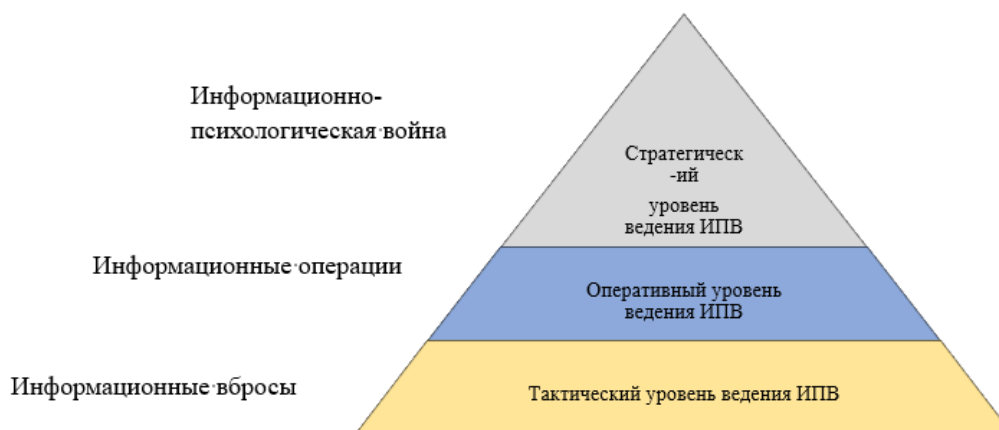 Информационно-
психологическая война
Стратегическ
-ий
уровень
ведения ИПВ
Информационные операции
Оперативный уровень
ведения ИПВ
Информационные вбросы
Тактический уровень ведения ИПВ